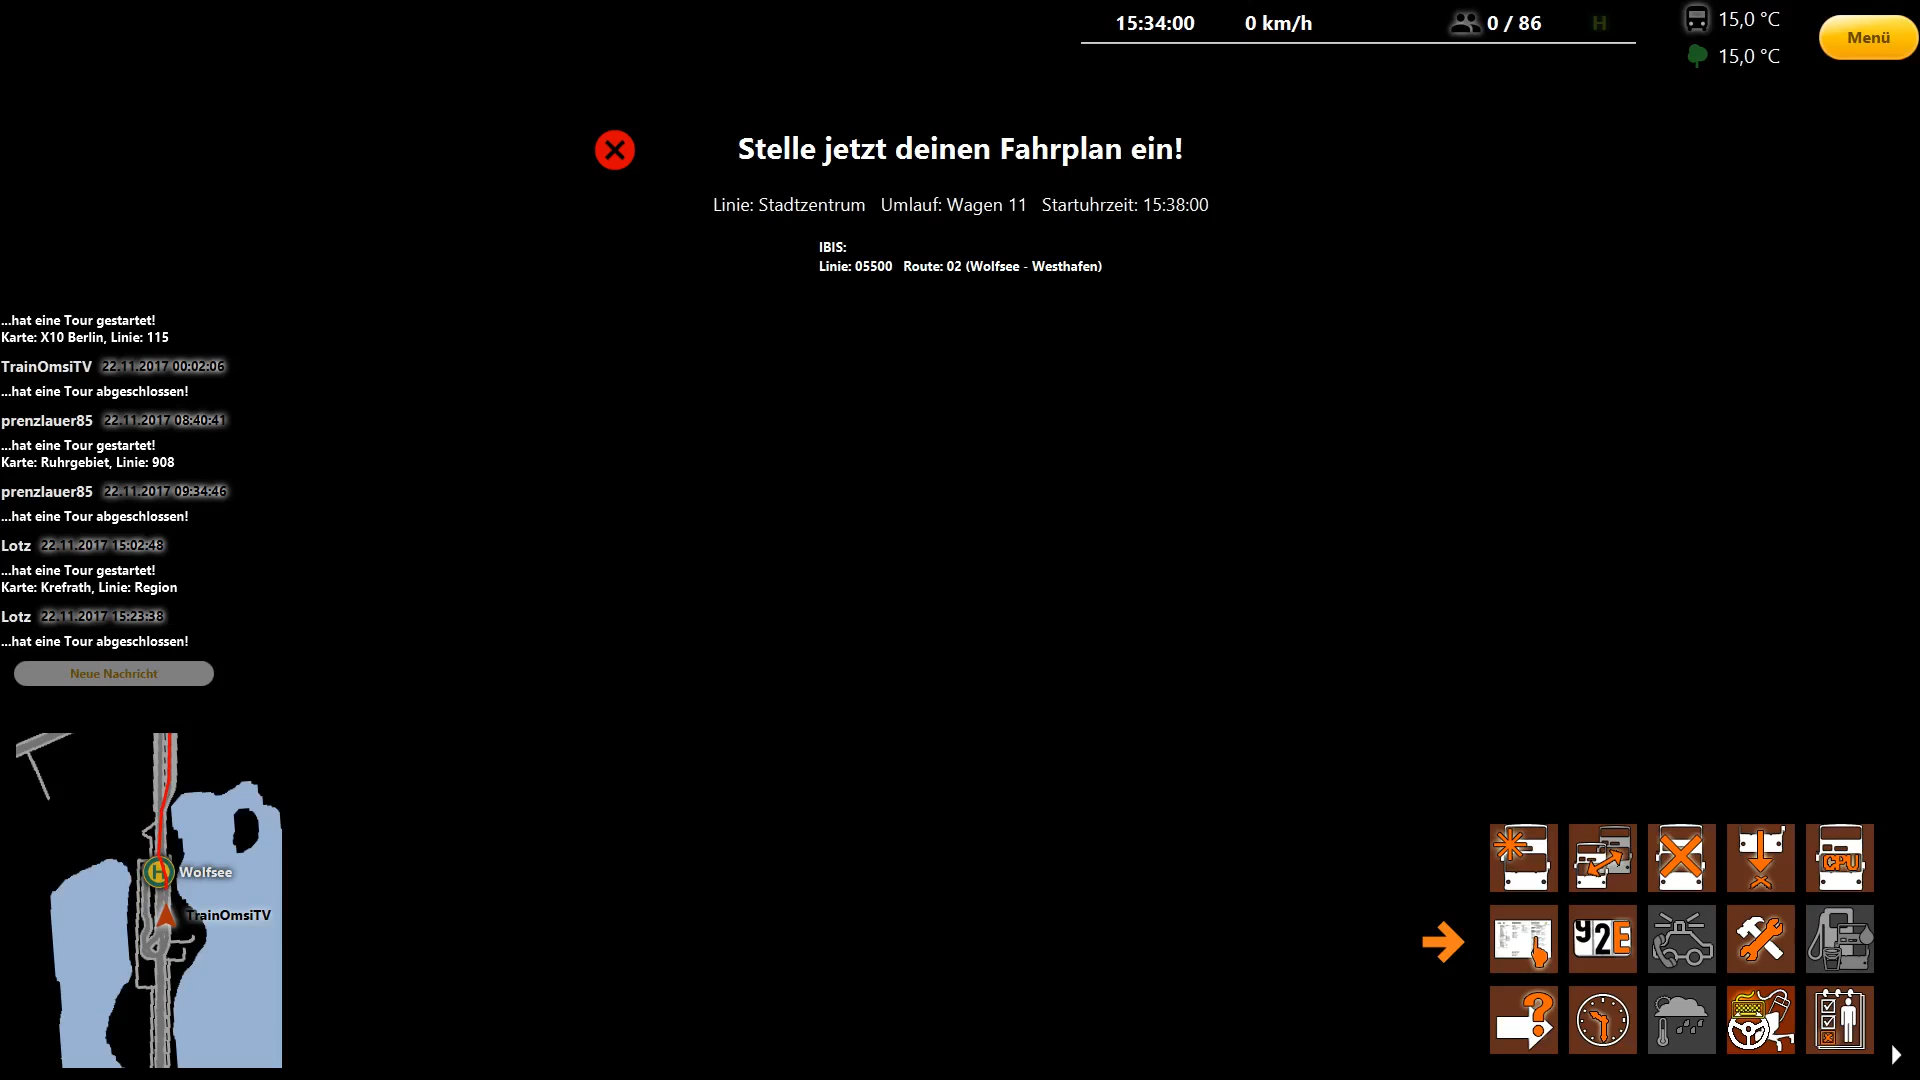 15:34:00 0 km/h 0 / 86 H
15,0 °C
15,0 °C
Menü
Stelle jetzt deinen Fahrplan ein!
Linie: Stadtzentrum Umlauf: Wagen 11 Startuhrzeit: 15:38:00
IBIS:
Linie: 05500 Route: 02 (Wolfsee - Westhafen)
...hat eine Tour gestartet!
Karte: X10 Berlin, Linie: 115
TrainOmsiTV 22.11.2017 00:02:06
...hat eine Tour abgeschlossen!
prenzlauer85 22.11.2017 08:40:41
...hat eine Tour gestartet!
Karte: Ruhrgebiet, Linie: 908
prenzlauer85 22.11.2017 09:34:46
...hat eine Tour abgeschlossen!
Lotz 22.11.2017 15:02:48
...hat eine Tour gestartet!
Karte: Krefrath, Linie: Region
Lotz 22.11.2017 15:23:38
...hat eine Tour abgeschlossen!
Neue Nachricht
H Wolfsee
TrainOmsiTV
CPU
92E
?